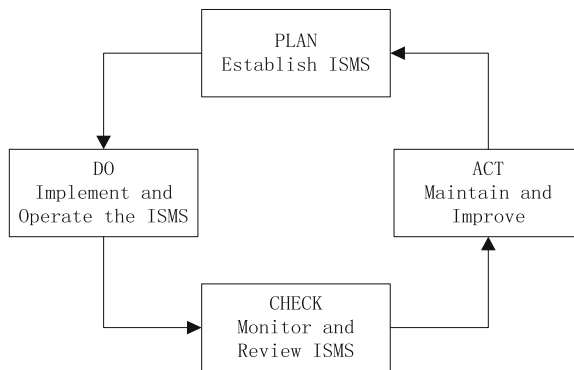 PLAN
Establish ISMS
DO
Implement and
Operate the ISMS
ACT
Maintain and
Improve
CHECK
Monitor and
Review ISMS